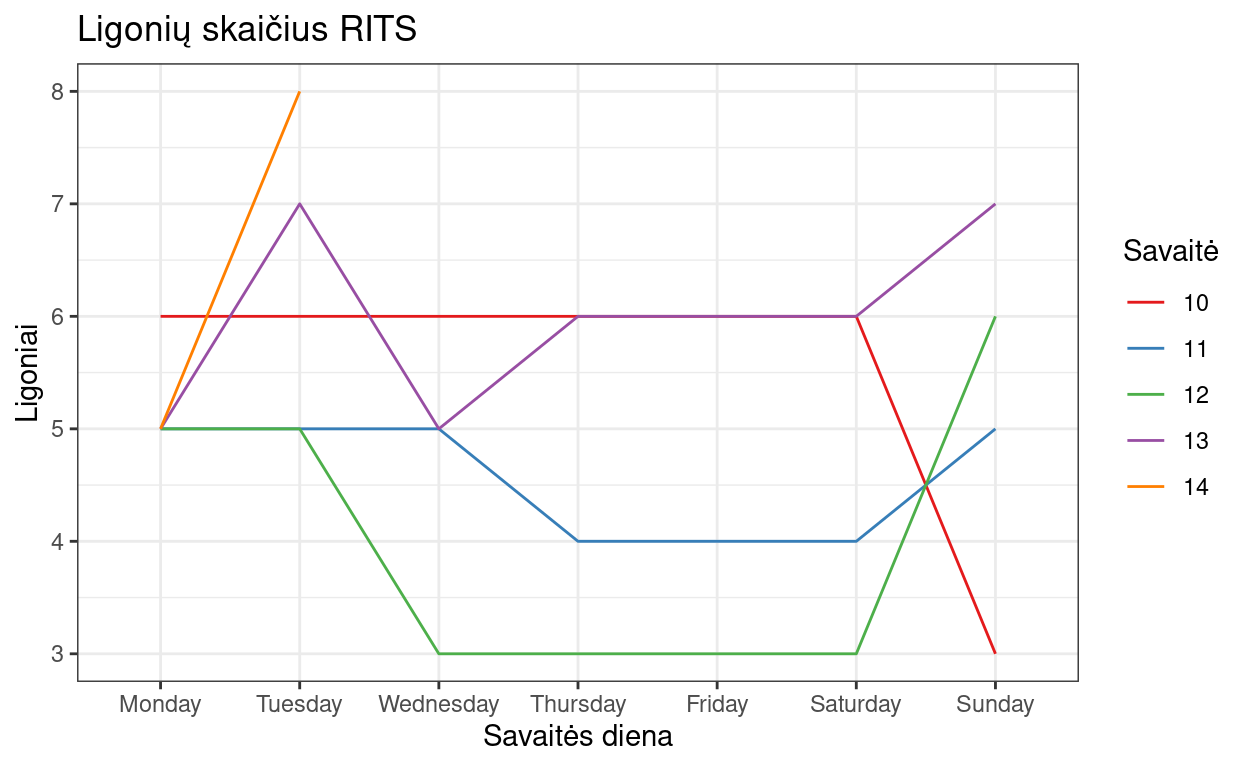 Ligonių skaičius RITS
8
7
6
5
4
3
Ligoniai
Monday Tuesday Wednesday Thursday Friday Saturday Sunday
Savaitės diena
Savaitė
10
11
12
13
14